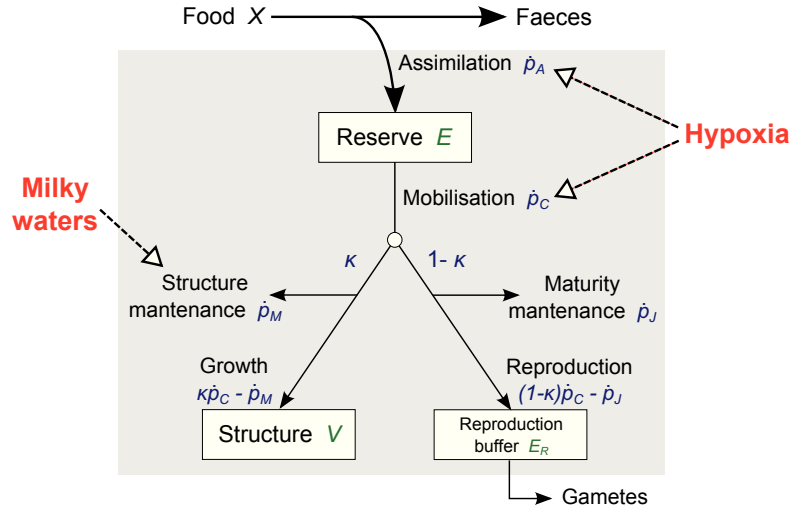 Food X
Faeces
Assimilation ṗA
Reserve E
Hypoxia
Mobilisation ṗC
Milky
waters
κ
1- κ
Structure
mantenance ṗM
Maturity
mantenance ṗJ
Growth
κṗC - ṗM
Reproduction
(1-κ)ṗC - ṗJ
Structure V
Reproduction
buffer ER
Gametes